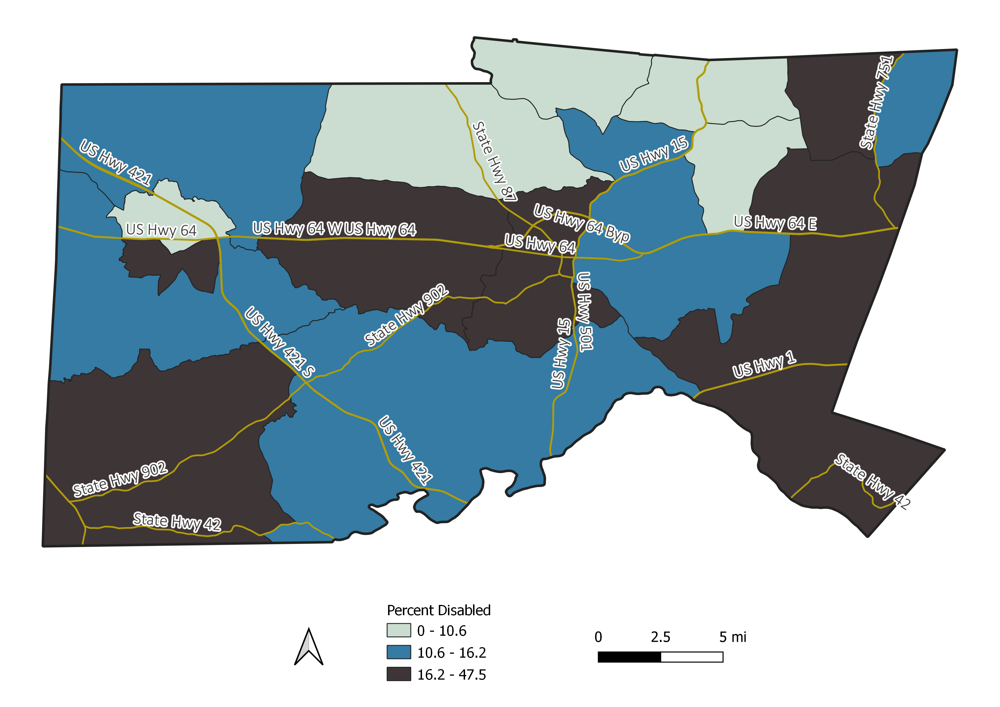 State Hwy 751
State Hwy 87
US Hwy 15
US Hwy 421
US Hwy 64
US Hwy 64 W
US Hwy 64
US Hwy 64 Byp
US Hwy 64 E
US Hwy 64
State Hwy 902
US Hwy 501
US Hwy 421 S
US Hwy 15
US Hwy 1
US Hwy 421
State Hwy 902
State Hwy 42
State Hwy 42
Percent Disabled
0 - 10.6
10.6 - 16.2
16.2 - 47.5
0 2.5 5 mi